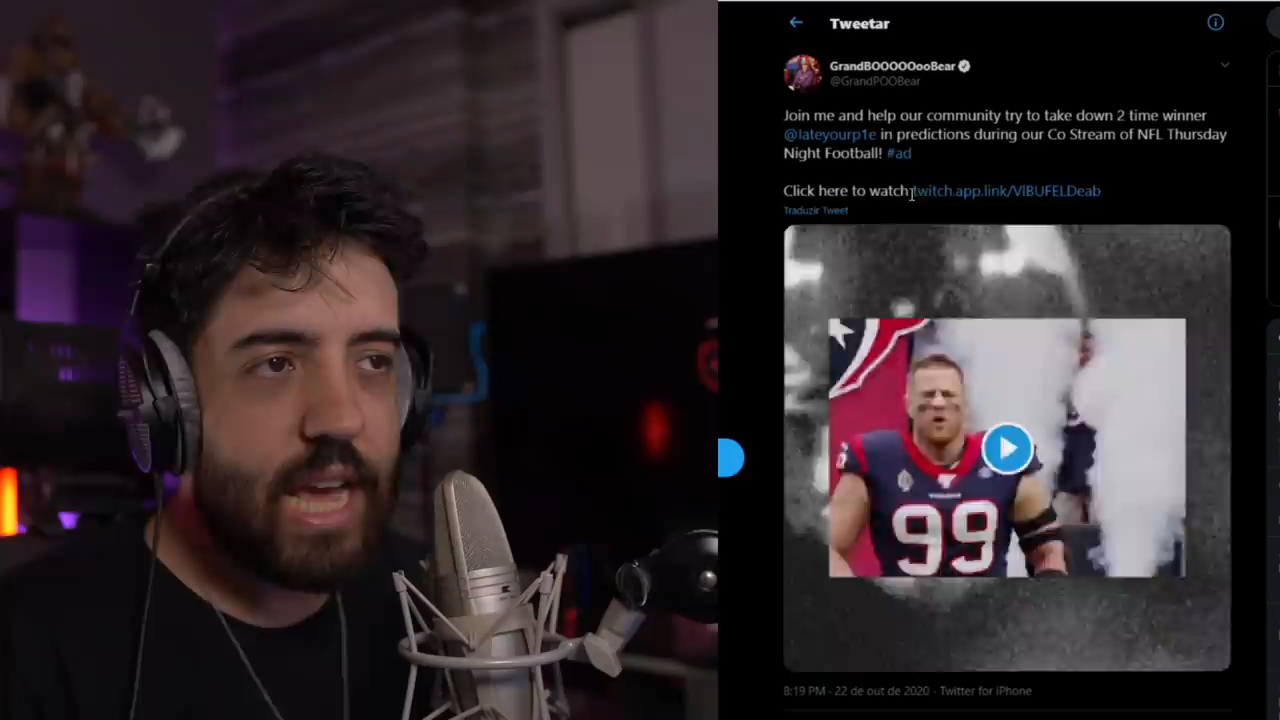 Tweetar
GrandBOOOOOooBear
@GrandPOOBear
Join me and help our community try to take down 2 time winner
@lateyourp1e in predictions during our Co Stream of NFL Thursday
Night Football! #ad
Click here to watch twitch.app.link/VlBUFELDeab
Traduzir Tweet
99
8:19 PM · 22 de out de 2020 · Twitter for iPhone